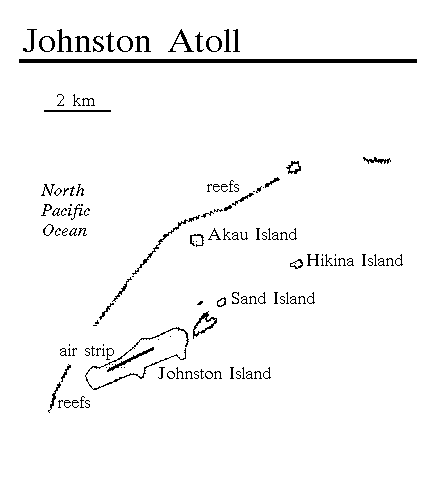 Johnston Atoll
2 km
reefs
North
Pacific
Ocean
Akau Island
Hikina Island
Sand Island
air strip
Johnston Island
reefs